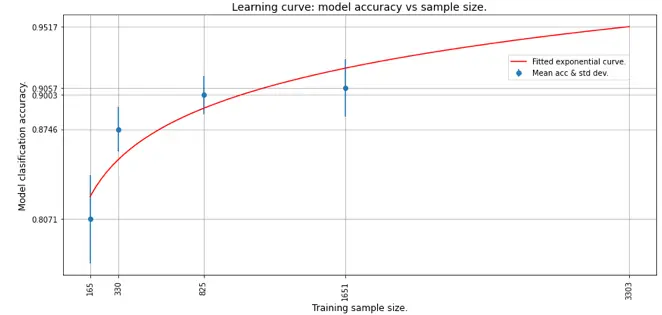 Learning curve: model accuracy vs sample size.
0.9517
0.9057
0.9003
0.8746
0.8071
Model clasification accuracy.
Fitted exponential curve.
Mean acc & std dev.
165
330
825
1651
3303
Training sample size.